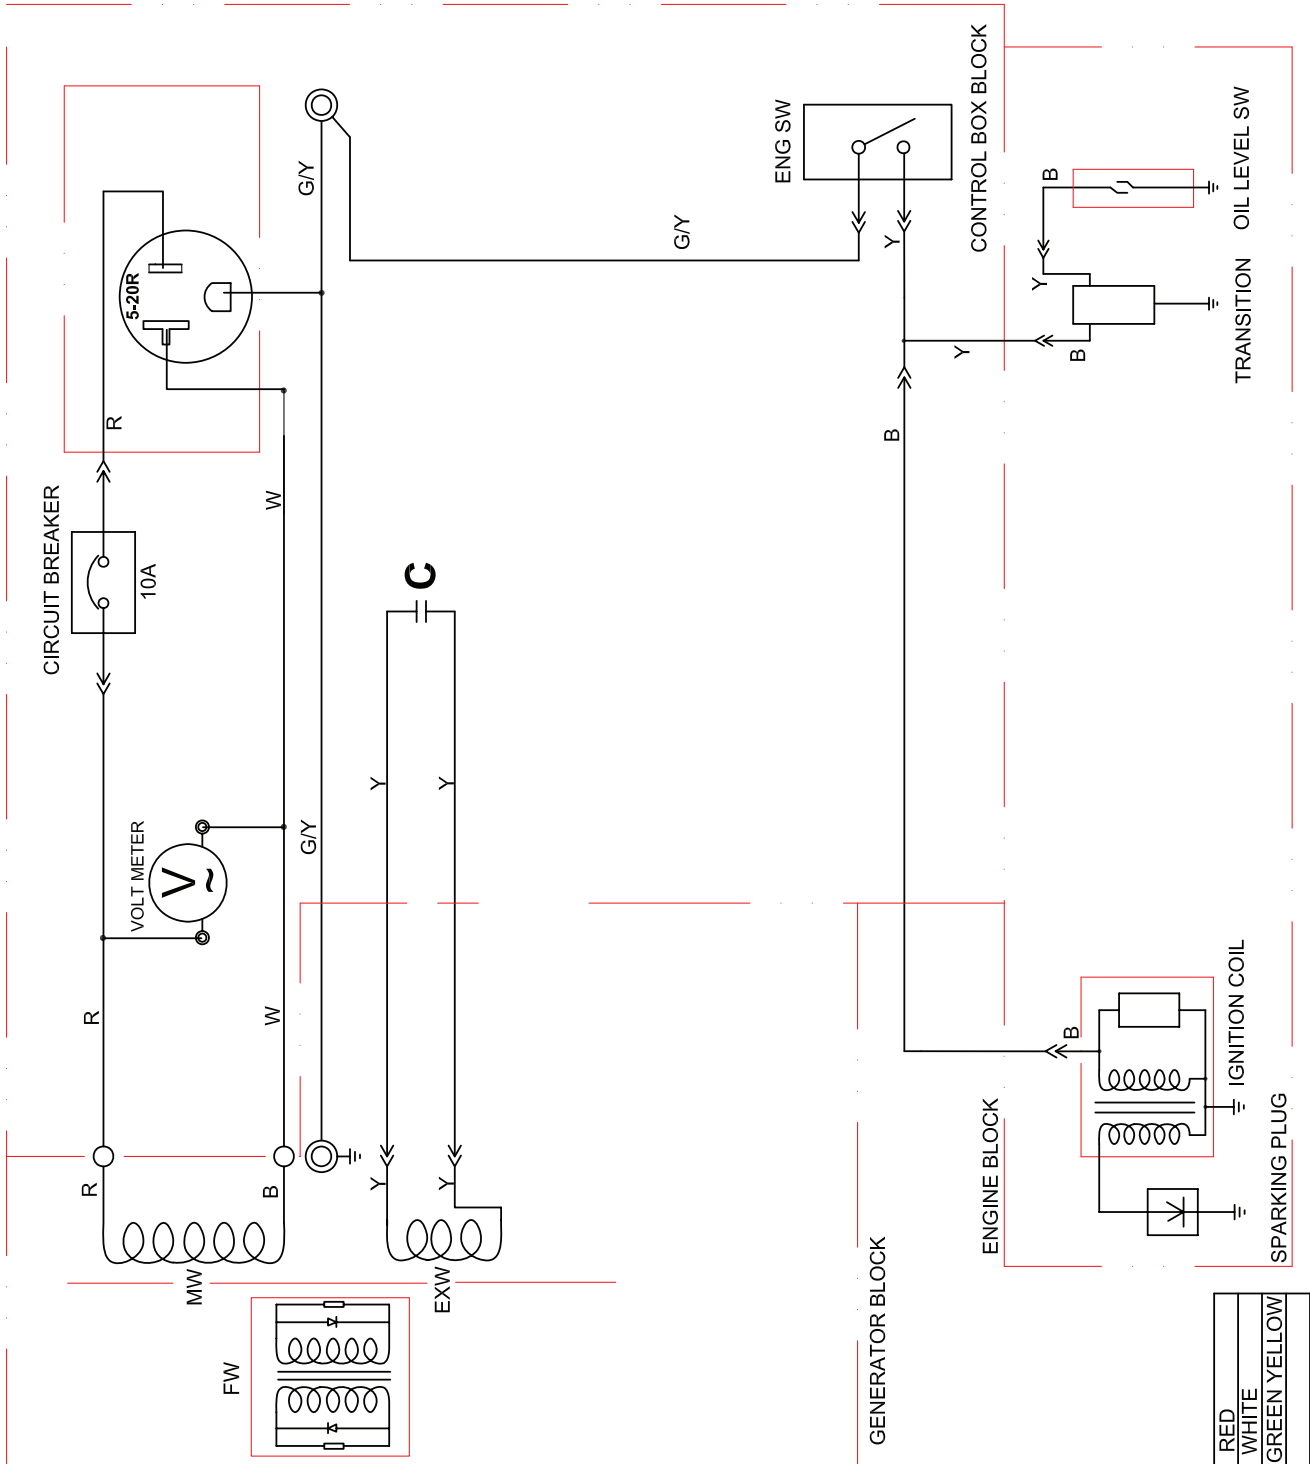 CIRCUIT BREAKER
10A
R
5-20R
W
G/Y
VOLT METER
V
~
R
W
G/Y
R
B
MW
FW
C
Y
Y
Y
Y
EXW
G/Y
ENG SW
Y
CONTROL BOX BLOCK
B
Y
B
Y
B
TRANSITION
OIL LEVEL SW
B
IGNITION COIL
ENGINE BLOCK
SPARKING PLUG
GENERATOR BLOCK
RED
WHITE
GREEN YELLOW